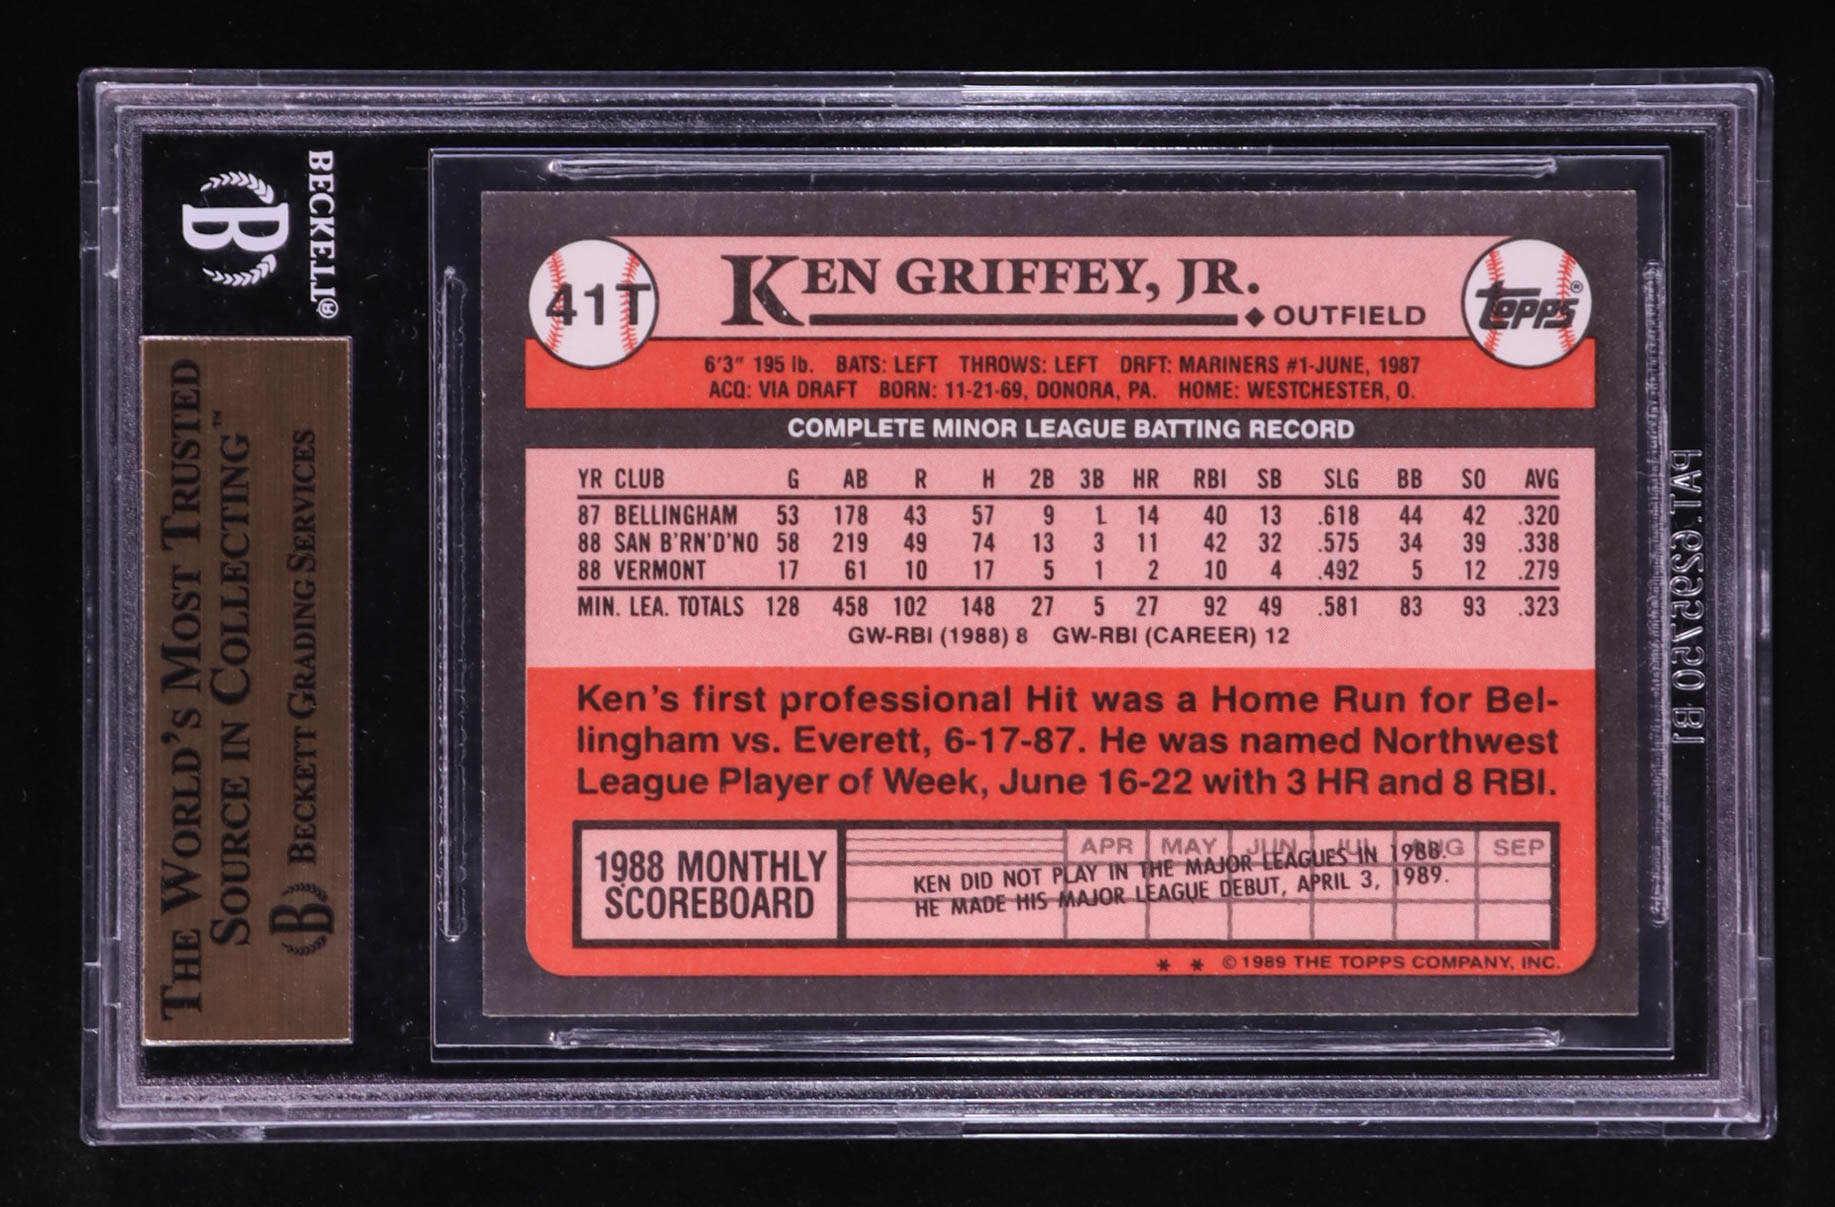 BECKETT®
B
THE WORLD'S MOST TRUSTED
SOURCE IN COLLECTING™
B BECKETT GRADING SERVICES
41T
KEN GRIFFEY, JR.
◆ OUTFIELD
TOPPS®
6'3" 195 lb. BATS: LEFT THROWS: LEFT DRFT: MARINERS #1-JUNE, 1987
ACQ: VIA DRAFT BORN: 11-21-69, DONORA, PA. HOME: WESTCHESTER, O.
COMPLETE MINOR LEAGUE BATTING RECORD
YR CLUB G AB R H 2B 3B HR RBI SB SLG BB SO AVG
87 BELLINGHAM 53 178 43 57 9 1 14 40 13 .618 44 42 .320
88 SAN B'RN'D'NO 58 219 49 74 13 3 11 42 32 .575 34 39 .338
88 VERMONT 17 61 10 17 5 1 2 10 4 .492 5 12 .279
MIN. LEA. TOTALS 128 458 102 148 27 5 27 92 49 .581 83 93 .323
GW-RBI (1988) 8 GW-RBI (CAREER) 12
Ken's first professional Hit was a Home Run for Bel-
lingham vs. Everett, 6-17-87. He was named Northwest
League Player of Week, June 16-22 with 3 HR and 8 RBI.
1988 MONTHLY
SCOREBOARD
APR MAY JUN JUL AUG SEP
KEN DID NOT PLAY IN THE MAJOR LEAGUES IN 1988.
HE MADE HIS MAJOR LEAGUE DEBUT, APRIL 3, 1989.
* * © 1989 THE TOPPS COMPANY, INC.